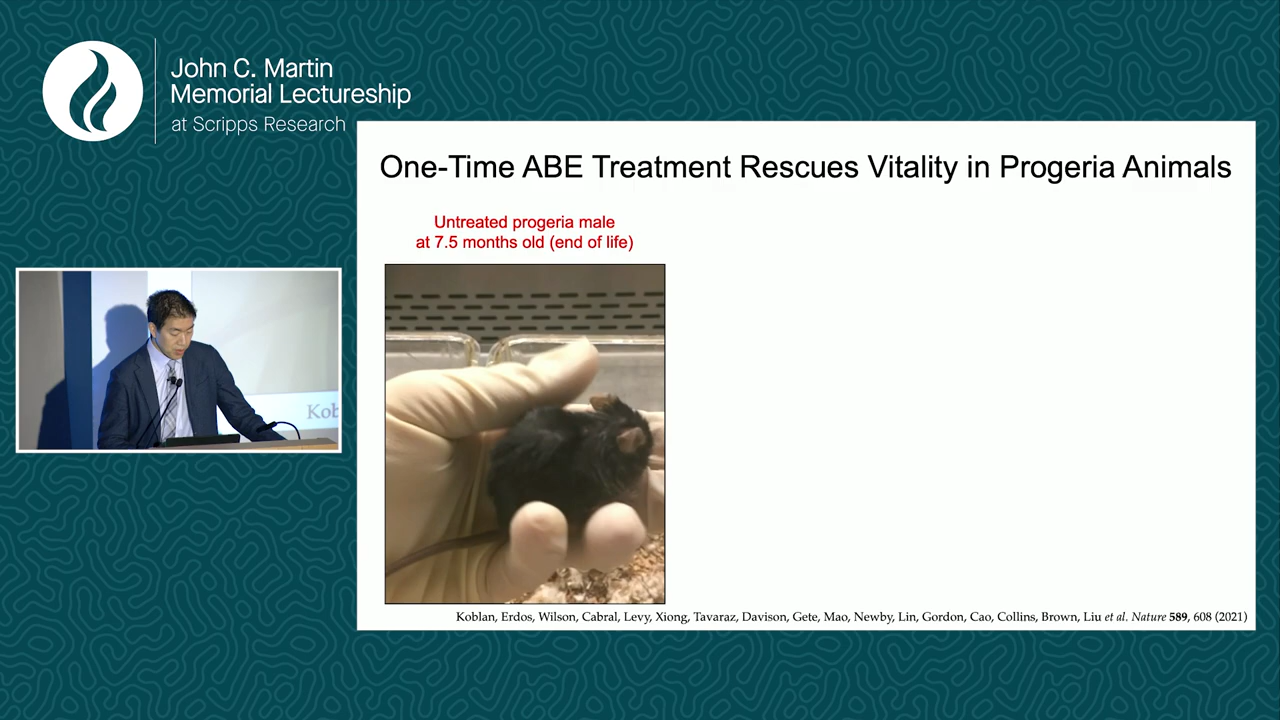 John C. Martin
Memorial Lectureship
at Scripps Research
One-Time ABE Treatment Rescues Vitality in Progeria Animals
Untreated progeria male
at 7.5 months old (end of life)
Kob
Koblan, Erdos, Wilson, Cabral, Levy, Xiong, Tavaraz, Davison, Gete, Mao, Newby, Lin, Gordon, Cao, Collins, Brown, Liu et al. Nature 589, 608 (2021)